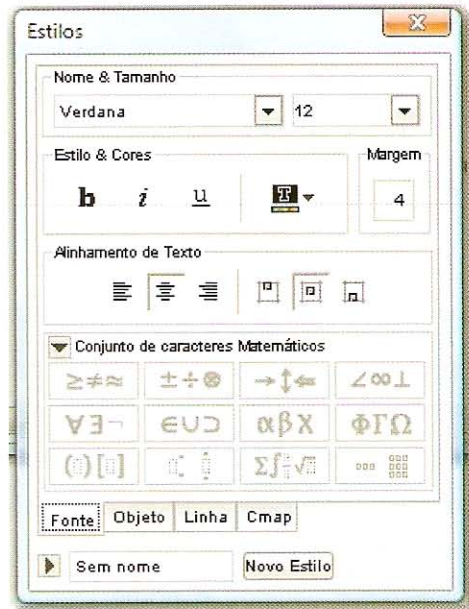 Estilos
Nome & Tamanho
Verdana 12
Estilo & Cores Margem
b i u T 4
Alinhamento de Texto
Conjunto de caracteres Matemáticos
≥≠≈ ±÷⊗ →↕⇐ ∠∞⊥
∀∃¬ ∈∪⊃ αβχ ΦΓΩ
(▯)[▯] Σ∫√
Fonte Objeto Linha Cmap
Sem nome Novo Estilo